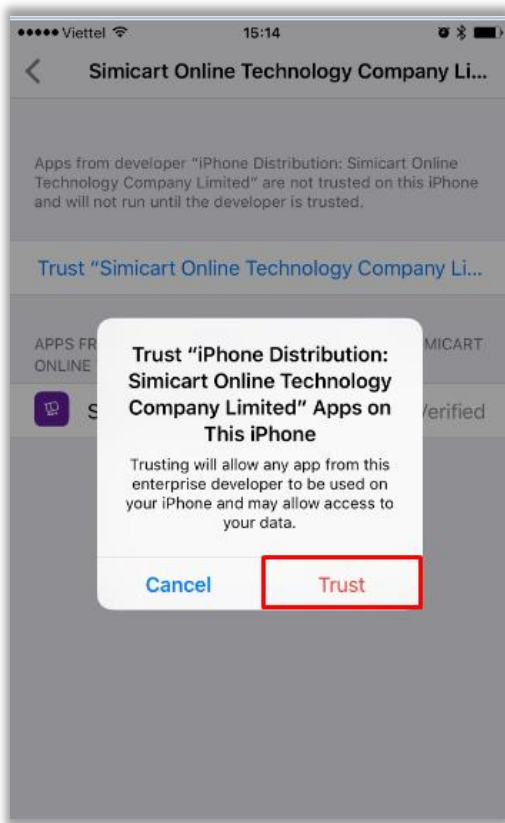 Viettel 15:14
Simicart Online Technology Company Li...
Apps from developer “iPhone Distribution: Simicart Online
Technology Company Limited” are not trusted on this iPhone
and will not run until the developer is trusted.
Trust “Simicart Online Technology Company Li...
APPS FR MICART
ONLINE
S Verified
Trust “iPhone Distribution:
Simicart Online Technology
Company Limited” Apps on
This iPhone
Trusting will allow any app from this
enterprise developer to be used on
your iPhone and may allow access to
your data.
Cancel Trust